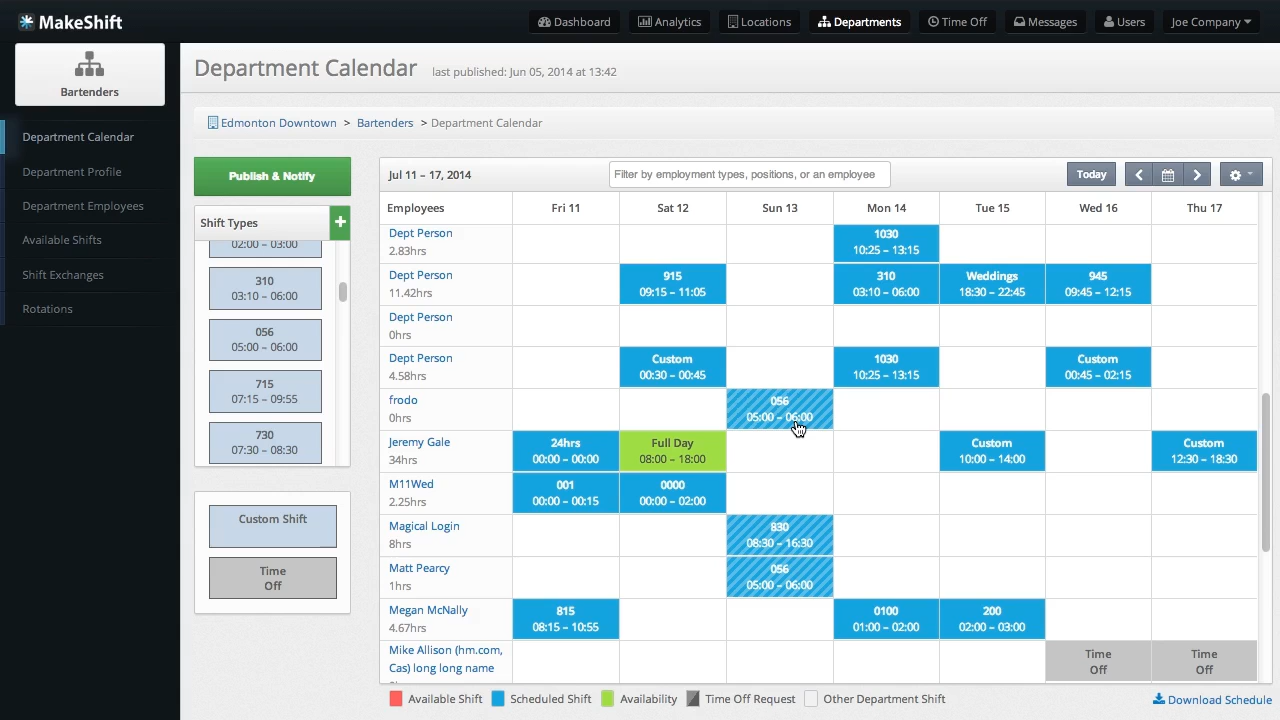 MakeShift
Dashboard
Analytics
Locations
Departments
Time Off
Messages
Users
Joe Company
Bartenders
Department Calendar
Department Profile
Department Employees
Available Shifts
Shift Exchanges
Rotations
Department Calendar last published: Jun 05, 2014 at 13:42
Edmonton Downtown > Bartenders > Department Calendar
Publish & Notify
Shift Types +
02:00 – 03:00
310
03:10 – 06:00
056
05:00 – 06:00
715
07:15 – 09:55
730
07:30 – 08:30
Custom Shift
Time
Off
Jul 11 – 17, 2014
Filter by employment types, positions, or an employee
Today
Employees Fri 11 Sat 12 Sun 13 Mon 14 Tue 15 Wed 16 Thu 17
Dept Person 1030
2.83hrs 10:25 – 13:15
Dept Person 915 310 Weddings 945
11.42hrs 09:15 – 11:05 03:10 – 06:00 18:30 – 22:45 09:45 – 12:15
Dept Person
0hrs
Dept Person Custom 1030 Custom
4.58hrs 00:30 – 00:45 10:25 – 13:15 00:45 – 02:15
frodo 056
0hrs 05:00 – 06:00
Jeremy Gale 24hrs Full Day Custom Custom
34hrs 00:00 – 00:00 08:00 – 18:00 10:00 – 14:00 12:30 – 18:30
M11Wed 001 0000
2.25hrs 00:00 – 00:15 00:00 – 02:00
Magical Login 830
8hrs 08:30 – 16:30
Matt Pearcy 056
1hrs 05:00 – 06:00
Megan McNally 815 0100 200
4.67hrs 08:15 – 10:55 01:00 – 02:00 02:00 – 03:00
Mike Allison (hm.com, Time Time
Cas) long long name Off Off
Available Shift Scheduled Shift Availability Time Off Request Other Department Shift
Download Schedule